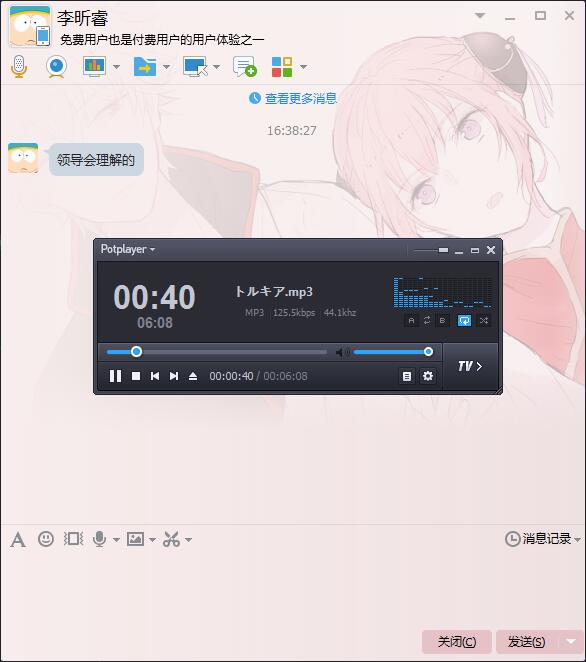 李昕睿
免费用户也是付费用户的用户体验之一
查看更多消息
16:38:27
领导会理解的
Potplayer
00:40
06:08
トルキア.mp3
MP3 125.5kbps 44.1khz
A B
TV >
00:00:40 / 00:06:08
A
消息记录
关闭(C) 发送(S)